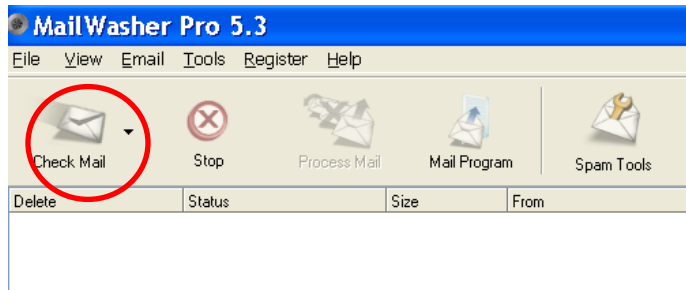 MailWasher Pro 5.3
File View Email Tools Register Help
Check Mail Stop Process Mail Mail Program Spam Tools
Delete Status Size From